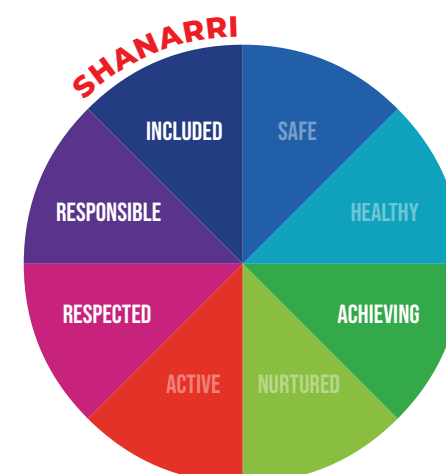 SHANARRI
INCLUDED
SAFE
RESPONSIBLE
HEALTHY
RESPECTED
ACHIEVING
ACTIVE
NURTURED